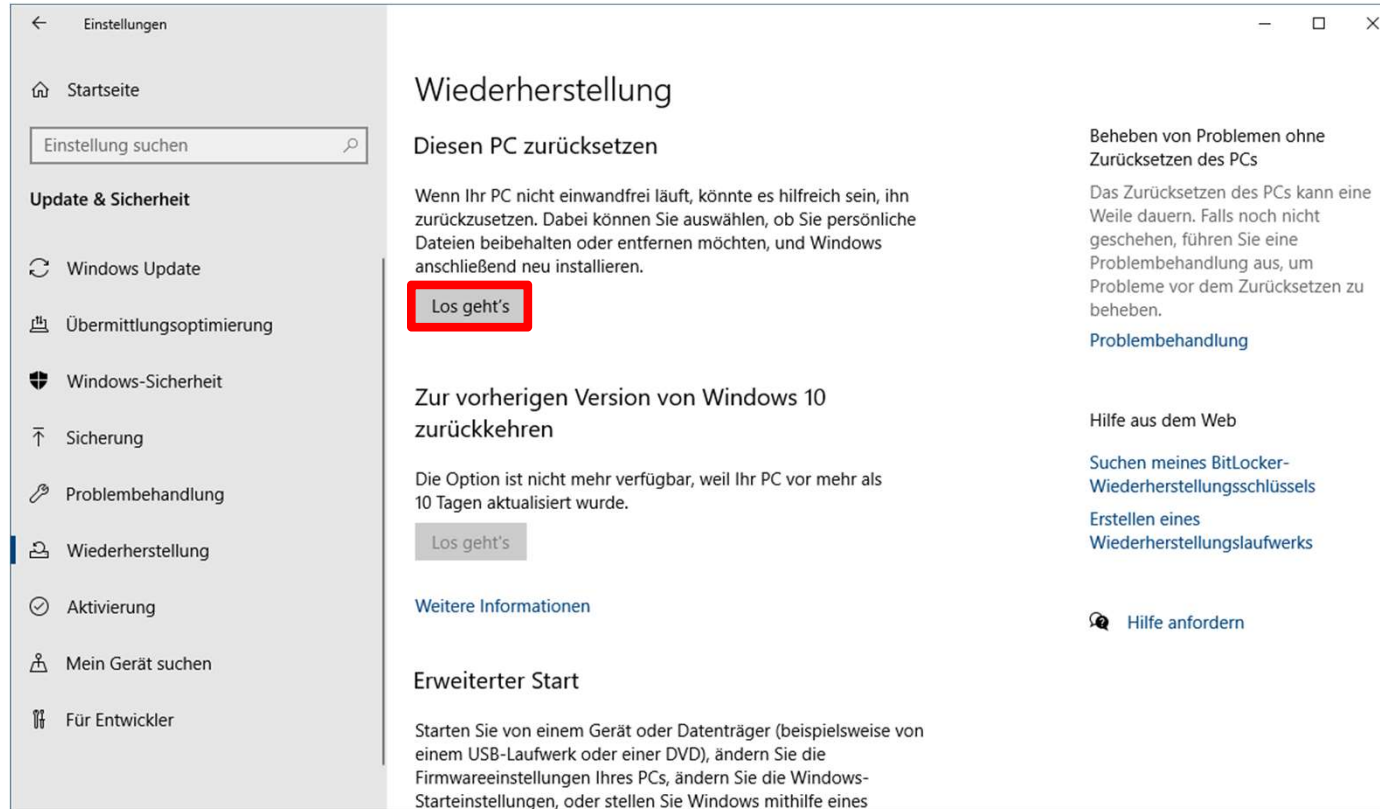 Einstellungen
Startseite
Einstellung suchen
Update & Sicherheit
Windows Update
Übermittlungsoptimierung
Windows-Sicherheit
Sicherung
Problembehandlung
Wiederherstellung
Aktivierung
Mein Gerät suchen
Für Entwickler
Wiederherstellung
Diesen PC zurücksetzen
Wenn Ihr PC nicht einwandfrei läuft, könnte es hilfreich sein, ihn
zurückzusetzen. Dabei können Sie auswählen, ob Sie persönliche
Dateien beibehalten oder entfernen möchten, und Windows
anschließend neu installieren.
Los geht's
Zur vorherigen Version von Windows 10
zurückkehren
Die Option ist nicht mehr verfügbar, weil Ihr PC vor mehr als
10 Tagen aktualisiert wurde.
Los geht's
Weitere Informationen
Erweiterter Start
Starten Sie von einem Gerät oder Datenträger (beispielsweise von
einem USB-Laufwerk oder einer DVD), ändern Sie die
Firmwareeinstellungen Ihres PCs, ändern Sie die Windows-
Starteinstellungen, oder stellen Sie Windows mithilfe eines
Beheben von Problemen ohne
Zurücksetzen des PCs
Das Zurücksetzen des PCs kann eine
Weile dauern. Falls noch nicht
geschehen, führen Sie eine
Problembehandlung aus, um
Probleme vor dem Zurücksetzen zu
beheben.
Problembehandlung
Hilfe aus dem Web
Suchen meines BitLocker-
Wiederherstellungsschlüssels
Erstellen eines
Wiederherstellungslaufwerks
Hilfe anfordern